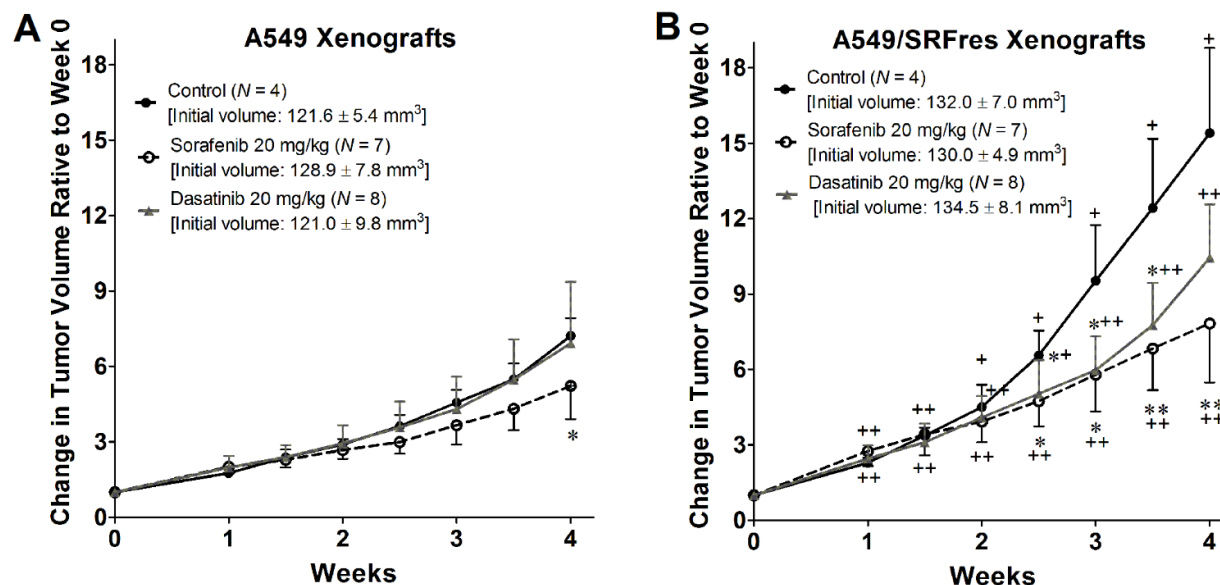 A
A549 Xenografts
Change in Tumor Volume Rative to Week 0
18
15
12
9
6
3
0
Control (N = 4)
[Initial volume: 121.6 ± 5.4 mm³]
Sorafenib 20 mg/kg (N = 7)
[Initial volume: 128.9 ± 7.8 mm³]
Dasatinib 20 mg/kg (N = 8)
[Initial volume: 121.0 ± 9.8 mm³]
*
0 1 2 3 4
Weeks
B
A549/SRFres Xenografts
Change in Tumor Volume Rative to Week 0
18
15
12
9
6
3
0
Control (N = 4)
[Initial volume: 132.0 ± 7.0 mm³]
Sorafenib 20 mg/kg (N = 7)
[Initial volume: 130.0 ± 4.9 mm³]
Dasatinib 20 mg/kg (N = 8)
[Initial volume: 134.5 ± 8.1 mm³]
+
+
++
+
*++
+
*++
*+
+
++
++
++
++
++
++
*
++
*
++
**
++
**
++
0 1 2 3 4
Weeks